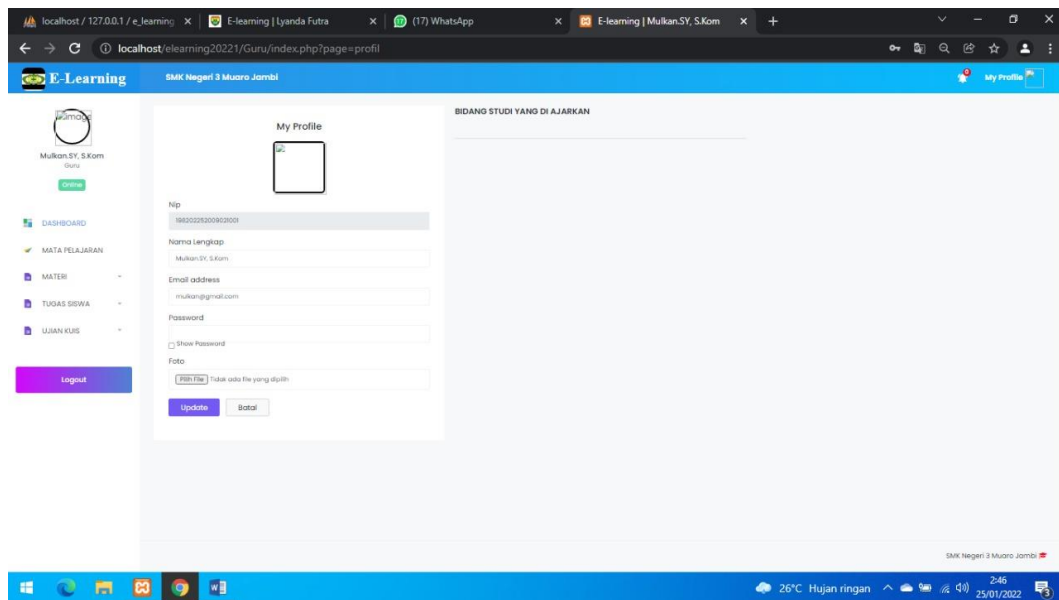 localhost / 127.0.0.1 / e_learning
E-learning | Lyanda Futra
(17) WhatsApp
E-learning | Mulkan.SY, S.Kom
localhost/elearning20221/Guru/index.php?page=profil
E-Learning
SMK Negeri 3 Muaro Jambi
0
My Profile
image
Mulkan.SY, S.Kom
Guru
Online
DASHBOARD
MATA PELAJARAN
MATERI
TUGAS SISWA
UJIAN KUIS
Logout
My Profile
Nip
Nama Lengkap
Mulkan.SY, S.Kom
Email address
mulkan@gmail.com
Password
Show Password
Foto
Pilih File Tidak ada file yang dipilih
Update Batal
BIDANG STUDI YANG DI AJARKAN
SMK Negeri 3 Muaro Jambi
26°C Hujan ringan
2:46
25/01/2022
3